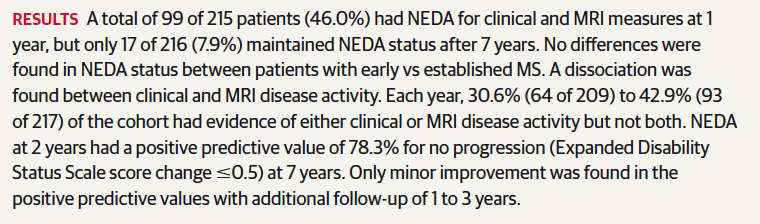 RESULTS A total of 99 of 215 patients (46.0%) had NEDA for clinical and MRI measures at 1
year, but only 17 of 216 (7.9%) maintained NEDA status after 7 years. No differences were
found in NEDA status between patients with early vs established MS. A dissociation was
found between clinical and MRI disease activity. Each year, 30.6% (64 of 209) to 42.9% (93
of 217) of the cohort had evidence of either clinical or MRI disease activity but not both. NEDA
at 2 years had a positive predictive value of 78.3% for no progression (Expanded Disability
Status Scale score change ≤0.5) at 7 years. Only minor improvement was found in the
positive predictive values with additional follow-up of 1 to 3 years.